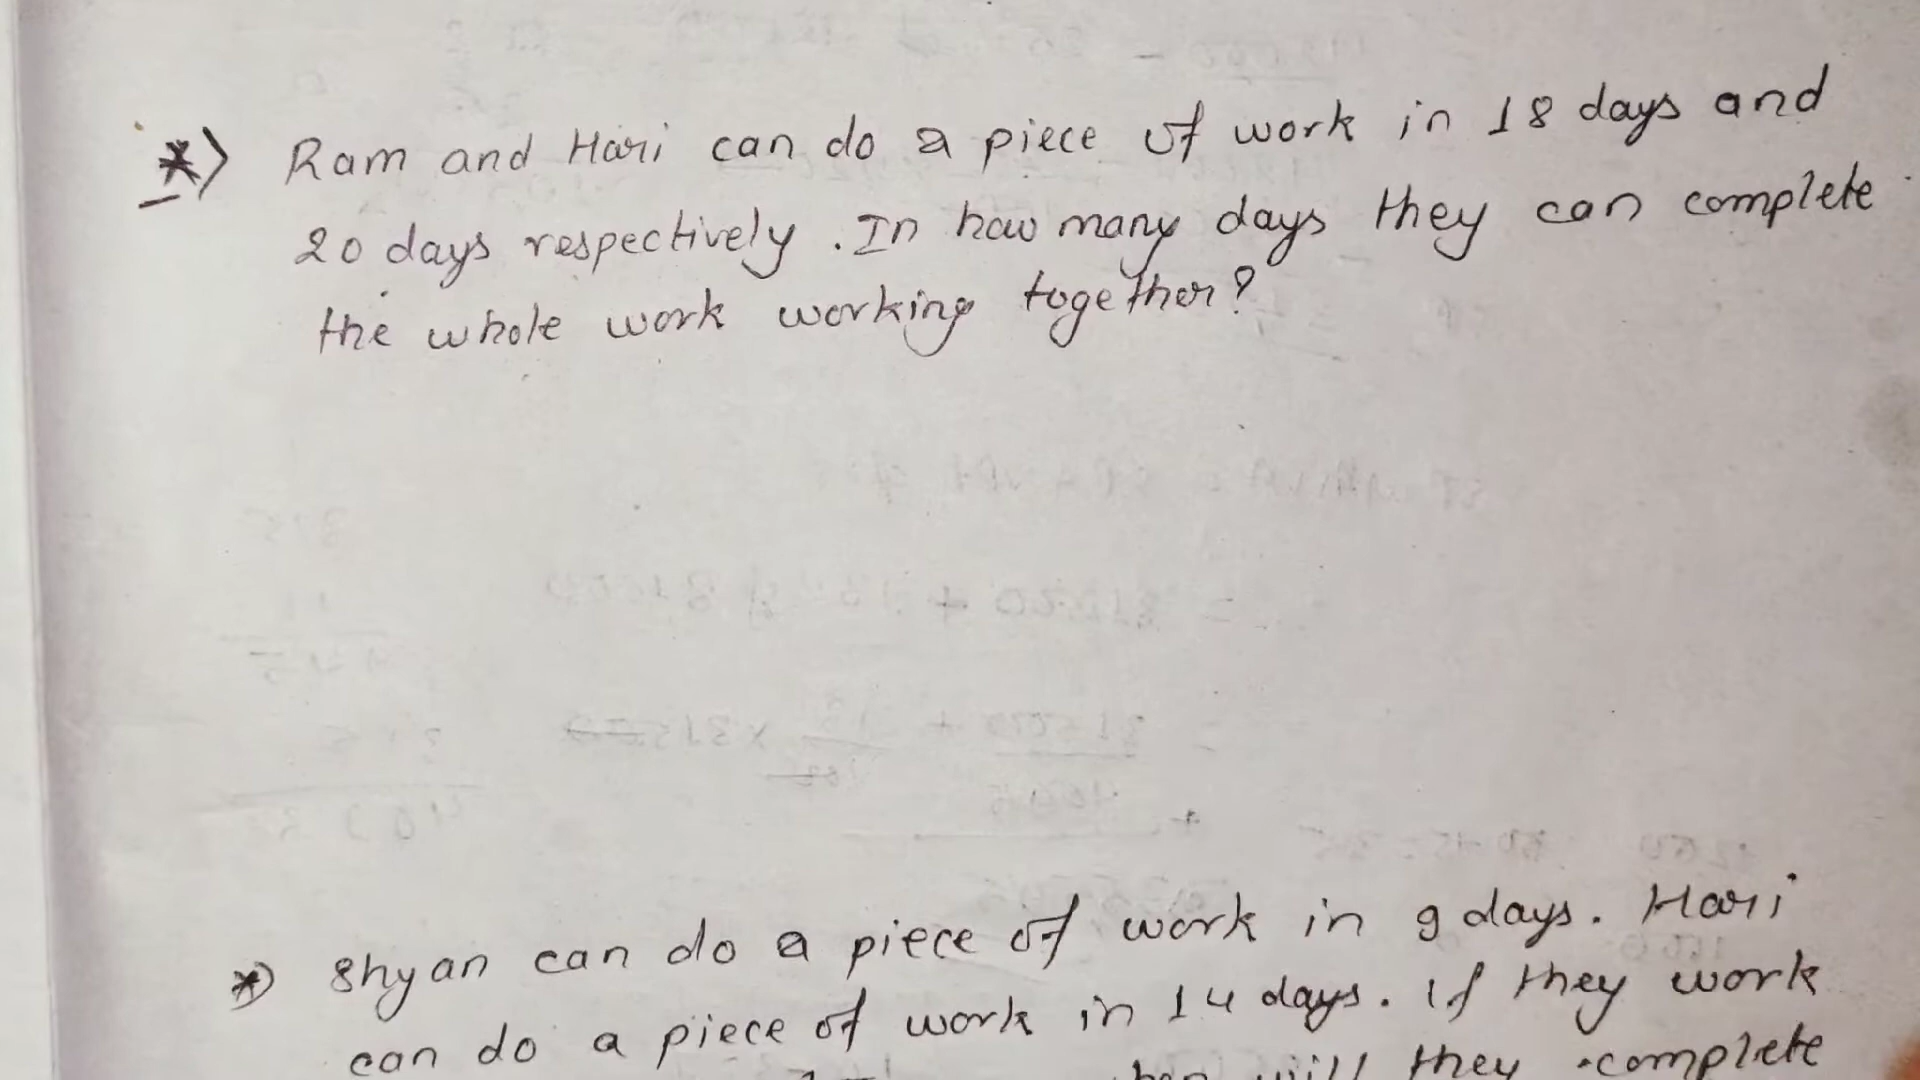 *) Ram and Hari can do a piece of work in 18 days and
20 days respectively. In how many days they can complete
the whole work working together?
*) Shyan can do a piece of work in 9 days. Hari
can do a piece of work in 14 days. If they work
will they complete